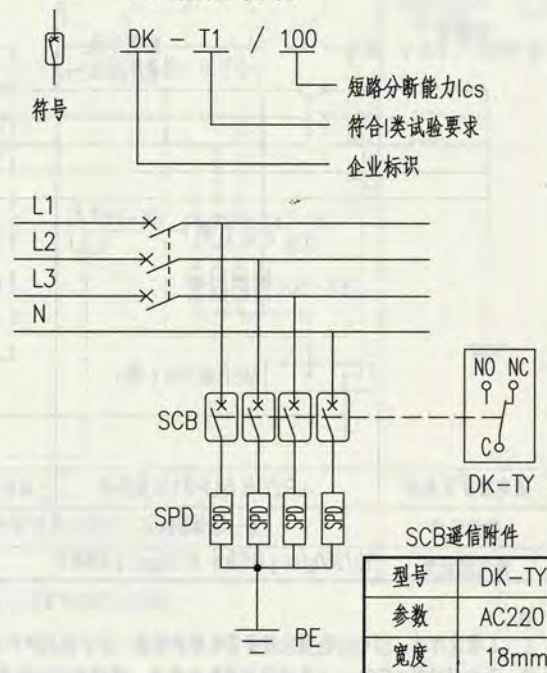 DK - T1 / 100
短路分断能力Ics
符合I类试验要求
企业标识
符号
L1
L2
L3
N
NO NC
C
DK-TY
SCB
SPD
SPD SPD SPD SPD
PE
SCB遥信附件
型号 DK-TY
参数 AC220
宽度 18mm